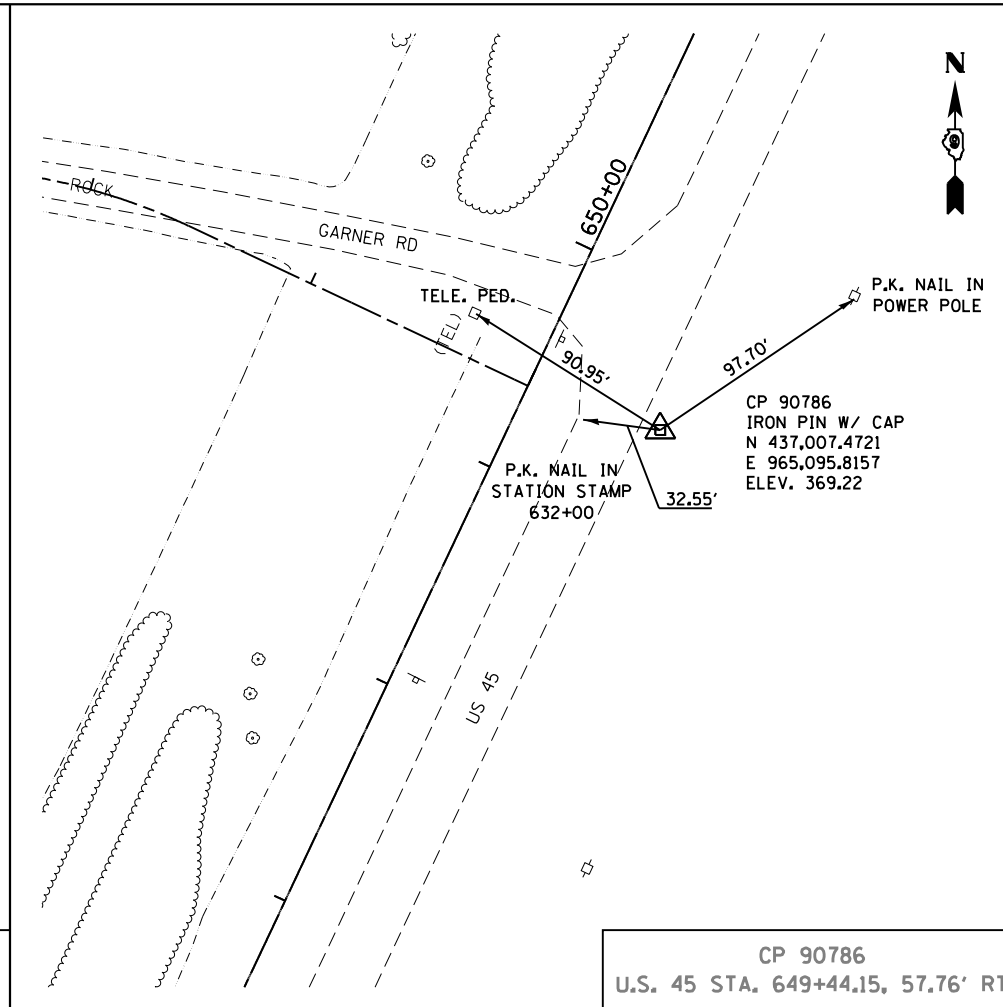 N
9
650+00
ROCK
GARNER RD
TELE. PED.
(TEL)
P.K. NAIL IN
POWER POLE
90.95'
97.70'
CP 90786
IRON PIN W/ CAP
N 437,007.4721
E 965,095.8157
ELEV. 369.22
P.K. NAIL IN
STATION STAMP
632+00
32.55'
US 45
CP 90786
U.S. 45 STA. 649+44.15, 57.76' RT